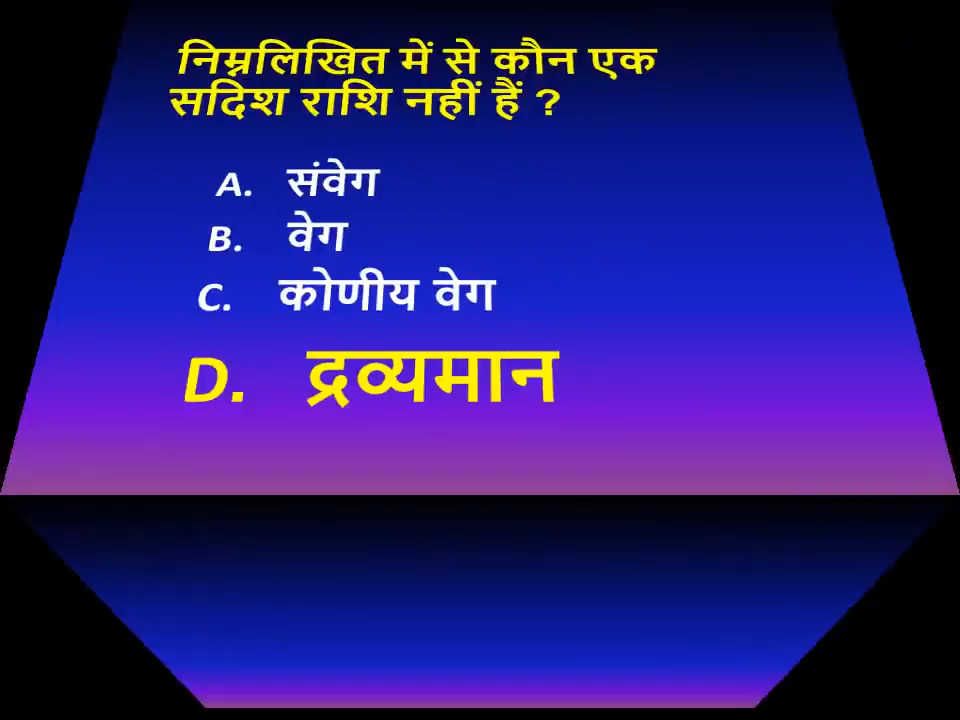 निम्नलिखित में से कौन एक
सदिश राशि नहीं हैं ?
A. संवेग
B. वेग
C. कोणीय वेग
D. द्रव्यमान